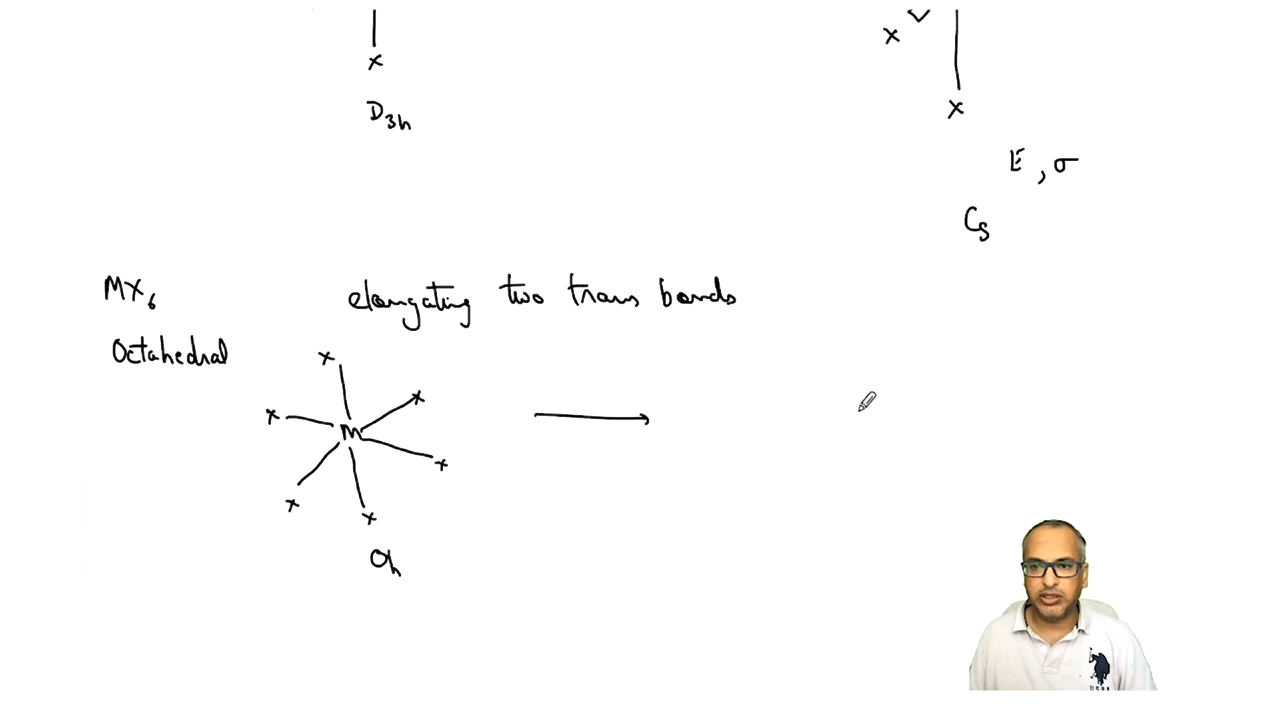 X
X
X
D3h
E, σ
Cs
MX6
elongating two trans bonds
Octahedral
X
X
X
M
X
X
X
Oh